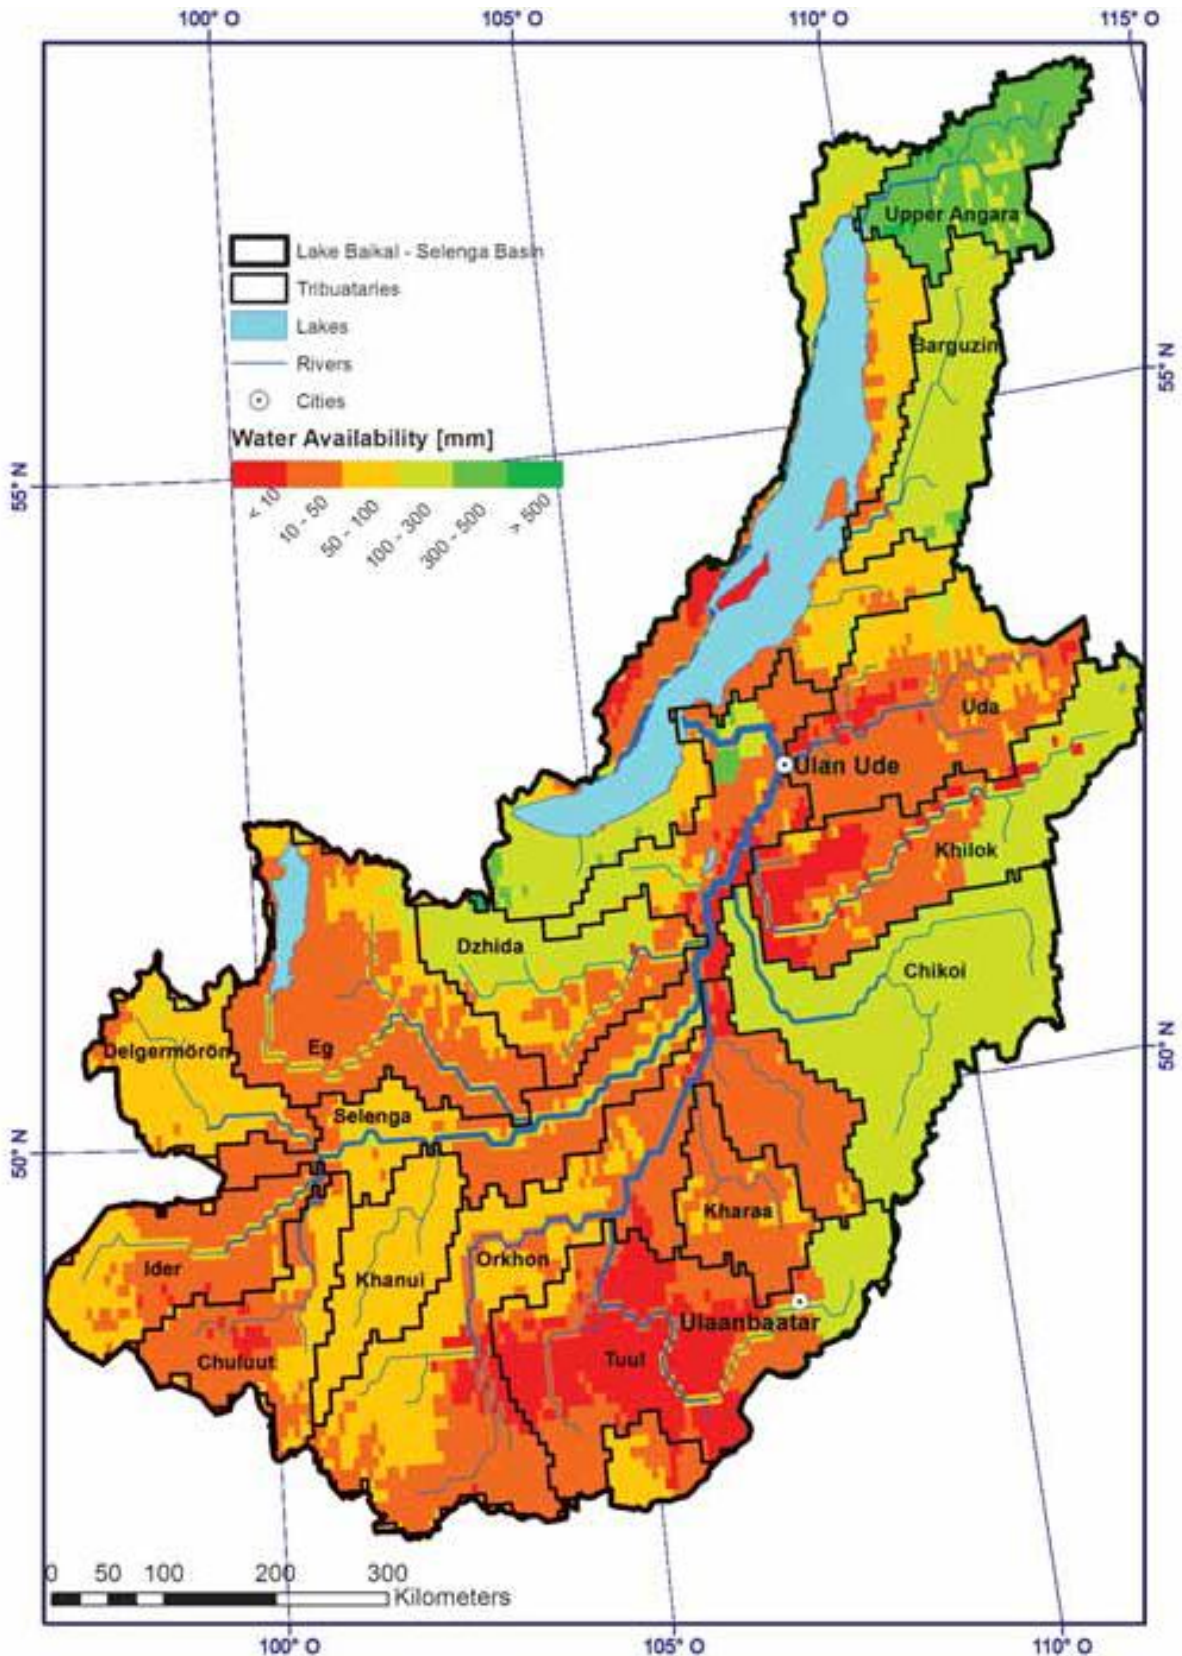 100° O
105° O
110° O
115° O
Upper Angara
Lake Baikal - Selenga Basin
Tribuataries
Lakes
Rivers
Cities
Water Availability [mm]
< 10
10 - 50
50 - 100
100 - 300
300 - 500
> 500
Barguzin
55° N
55° N
Uda
Ulan Ude
Khilok
Dzhida
Chikoi
Delgermörön
Eg
50° N
Selenga
50° N
Kharaa
Ider
Khanui
Orkhon
Ulaanbaatar
Chuluut
Tuul
0 50 100 200 300
Kilometers
100° O
105° O
110° O